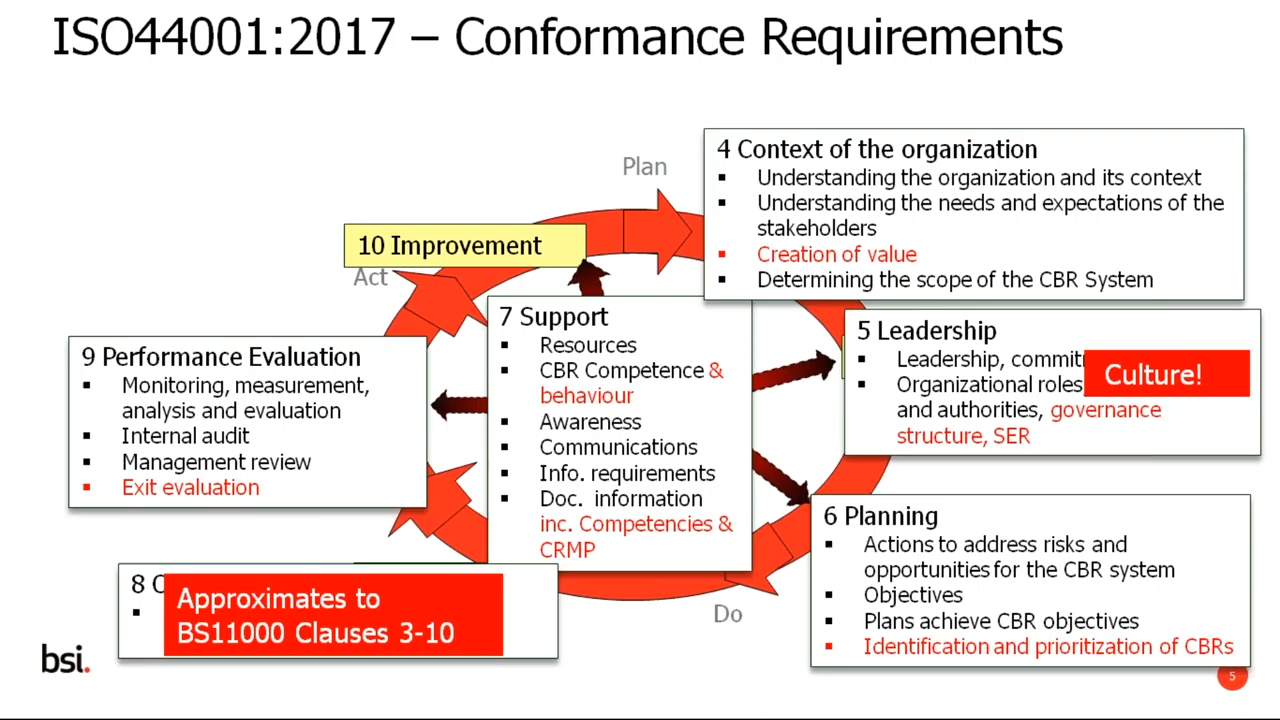 ISO44001:2017 – Conformance Requirements
Plan
4 Context of the organization
▪ Understanding the organization and its context
▪ Understanding the needs and expectations of the
stakeholders
▪ Creation of value
▪ Determining the scope of the CBR System
10 Improvement
Act
7 Support
▪ Resources
▪ CBR Competence &
behaviour
▪ Awareness
▪ Communications
▪ Info. requirements
▪ Doc. information
inc. Competencies &
CRMP
5 Leadership
▪ Leadership,
Culture!
▪ Organizational roles
and authorities, governance
structure, SER
9 Performance Evaluation
▪ Monitoring, measurement,
analysis and evaluation
▪ Internal audit
▪ Management review
▪ Exit evaluation
6 Planning
▪ Actions to address risks and
opportunities for the CBR system
▪ Objectives
▪ Plans achieve CBR objectives
▪ Identification and prioritization of CBRs
8
Approximates to
BS11000 Clauses 3-10
Do
bsi.
5